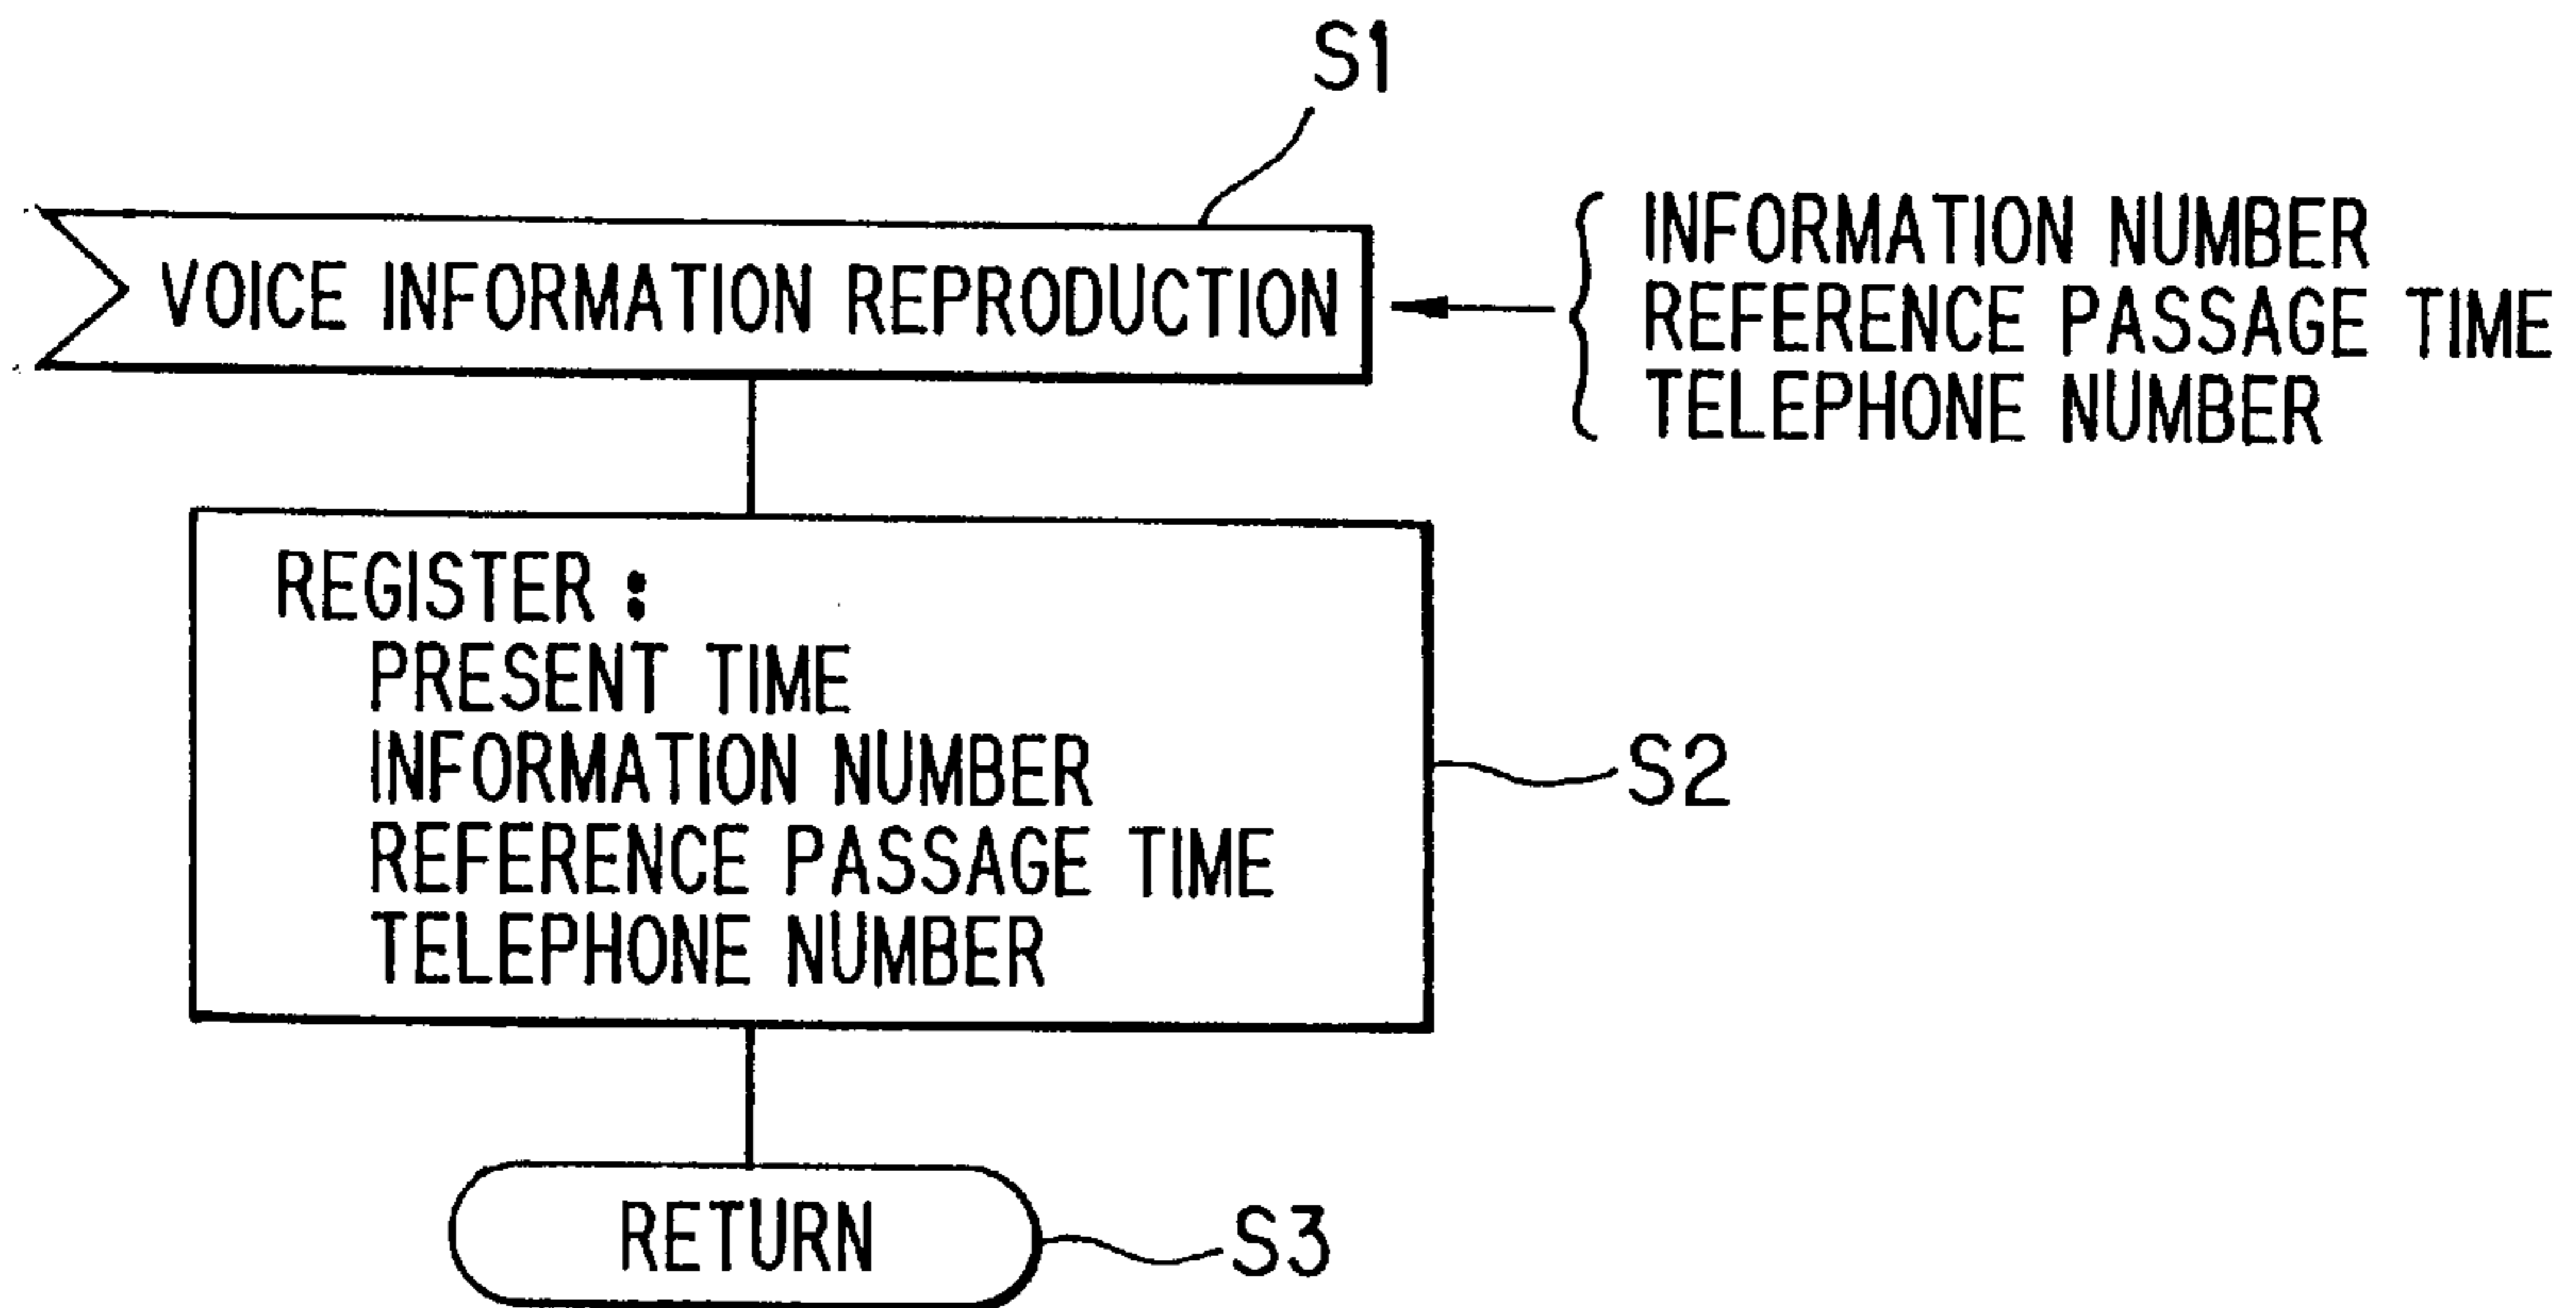 S1
VOICE INFORMATION REPRODUCTION
INFORMATION NUMBER
REFERENCE PASSAGE TIME
TELEPHONE NUMBER
REGISTER :
PRESENT TIME
INFORMATION NUMBER
REFERENCE PASSAGE TIME
TELEPHONE NUMBER
S2
RETURN
S3